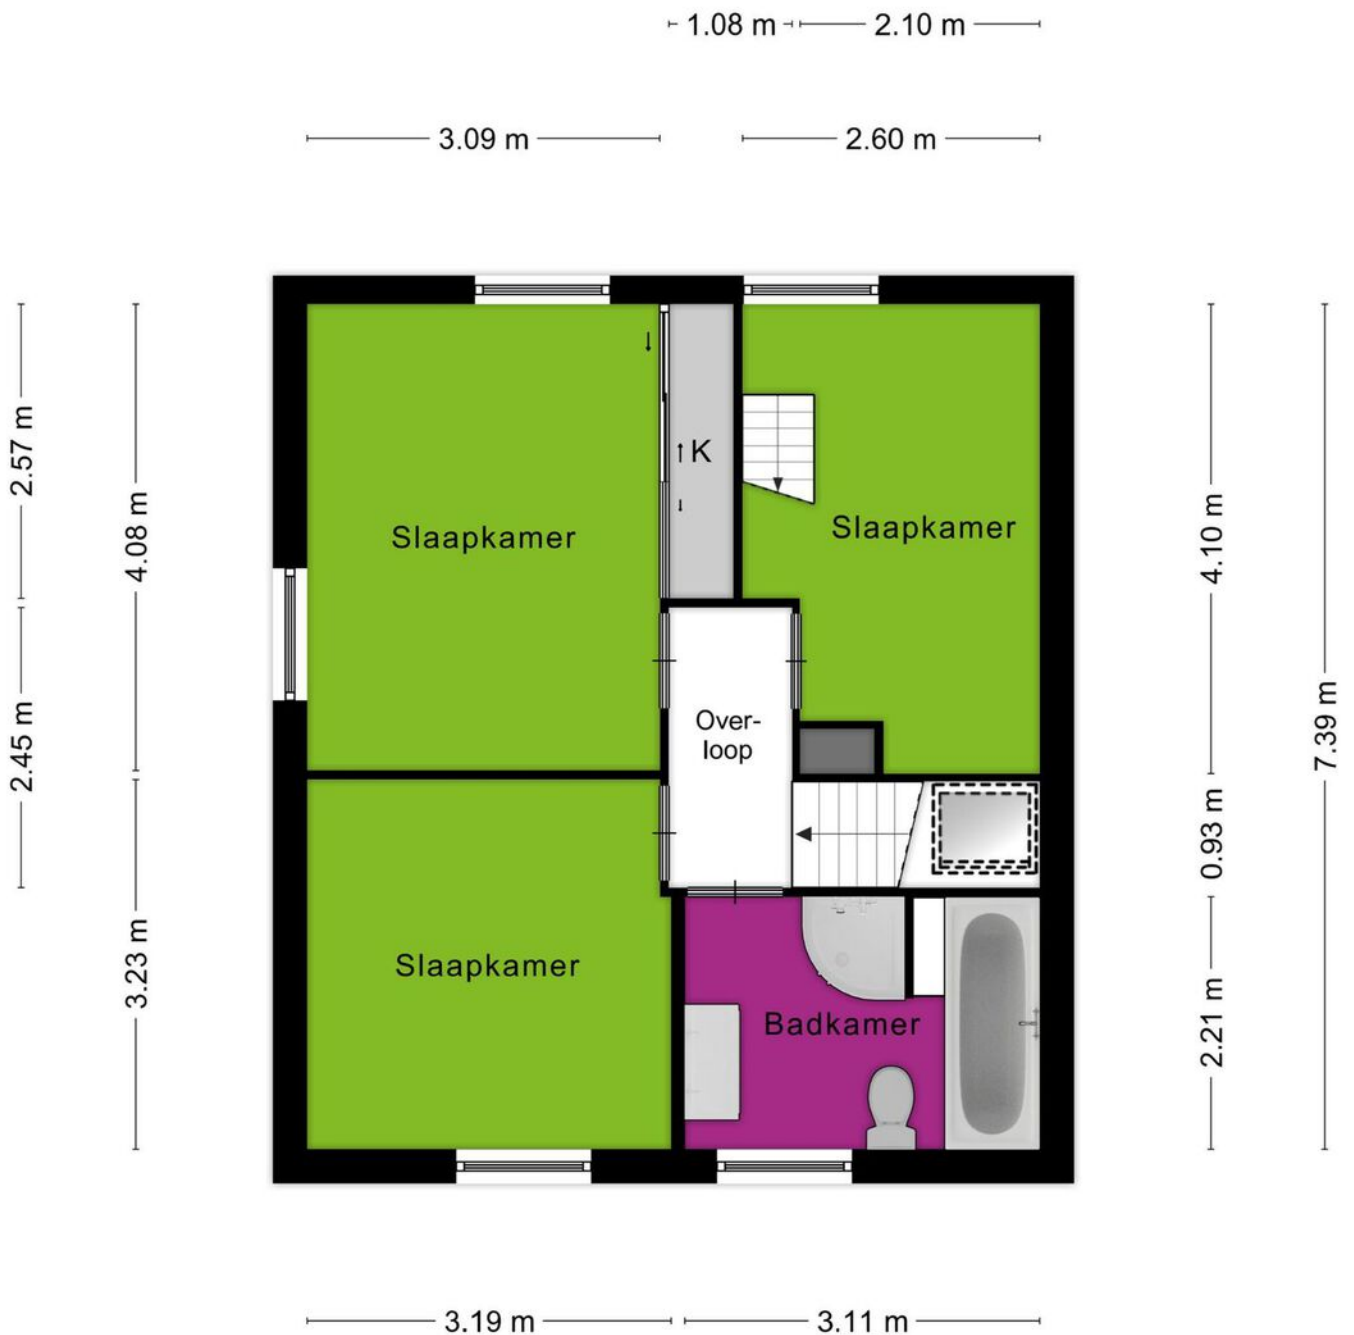 1.08 m
2.10 m
3.09 m
2.60 m
2.57 m
4.08 m
K
Slaapkamer
Slaapkamer
4.10 m
7.39 m
2.45 m
Over-
loop
0.93 m
3.23 m
Slaapkamer
Badkamer
2.21 m
3.19 m
3.11 m